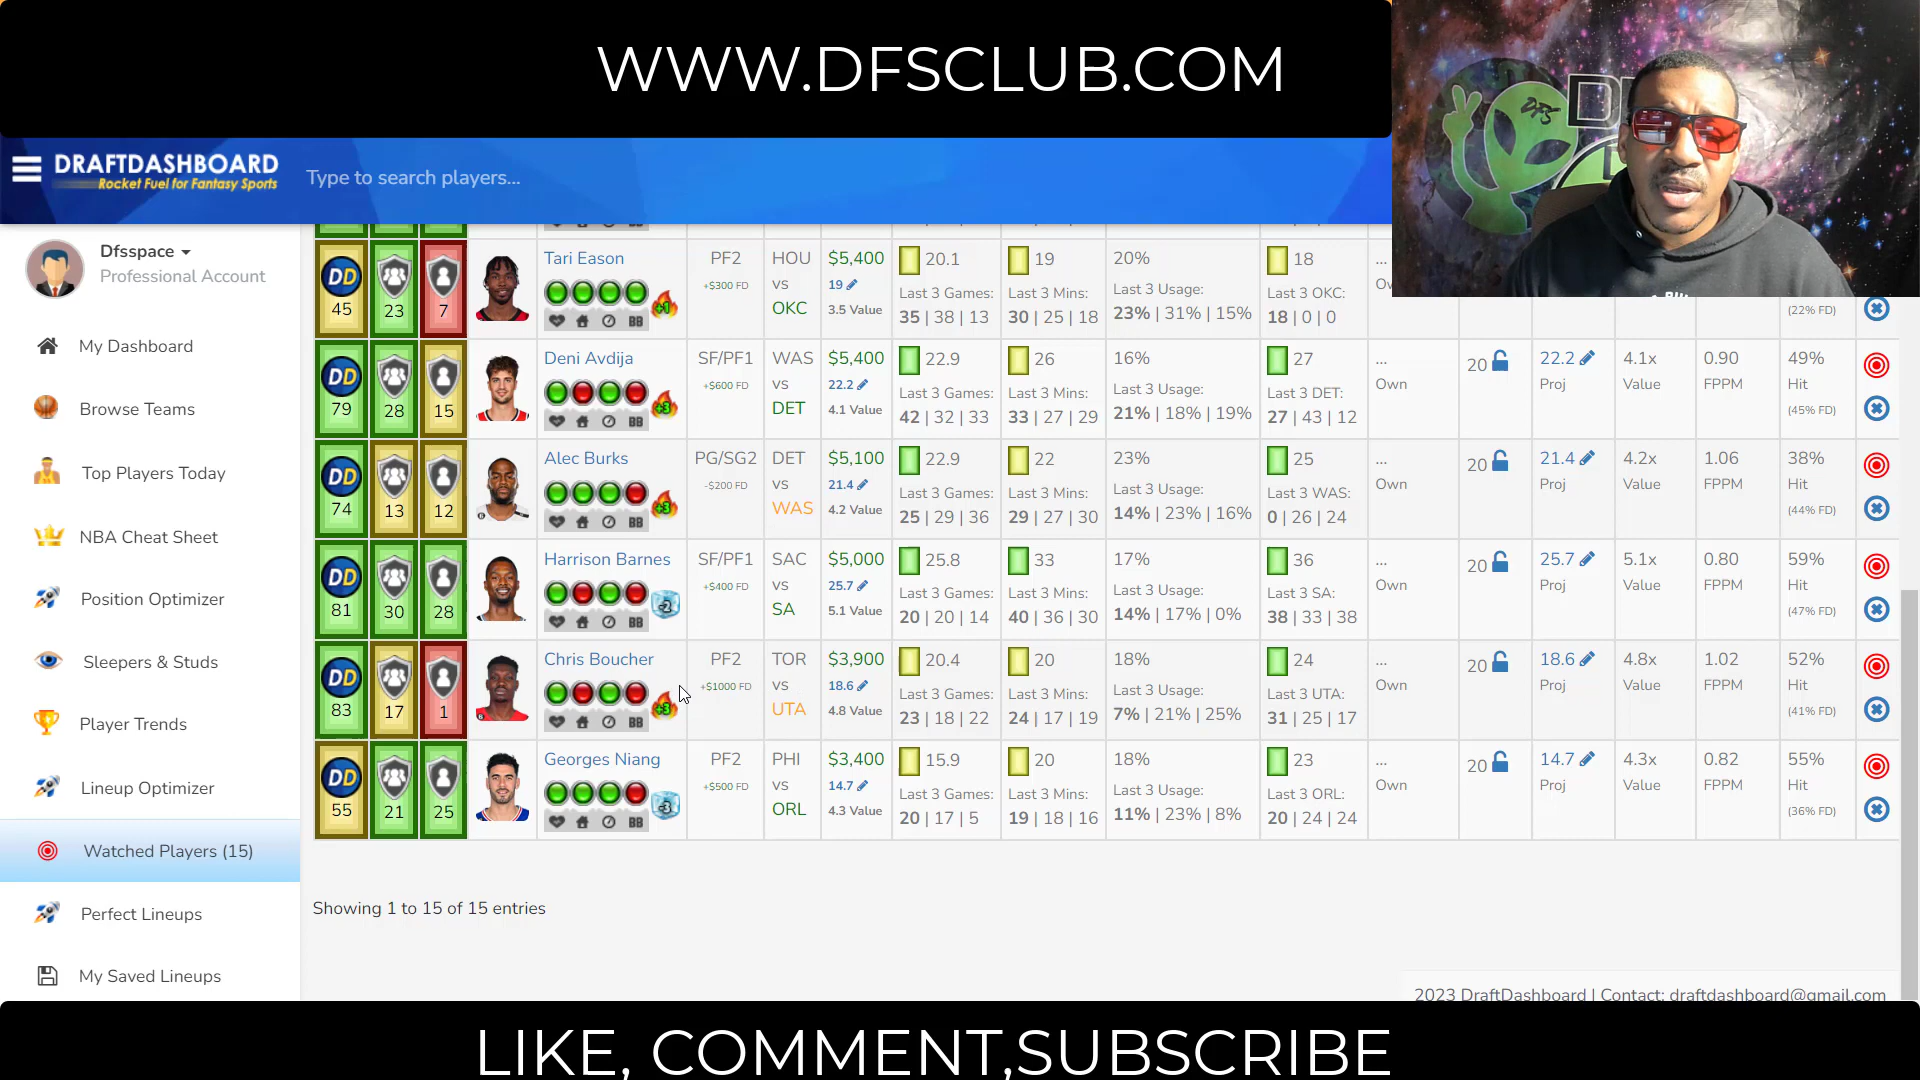 WWW.DFSCLUB.COM
DRAFTDASHBOARD
Rocket Fuel for Fantasy Sports
Type to search players...
Dfsspace
Professional Account
My Dashboard
Browse Teams
Top Players Today
NBA Cheat Sheet
Position Optimizer
Sleepers & Studs
Player Trends
Lineup Optimizer
Watched Players (15)
Perfect Lineups
My Saved Lineups
DD 45 23 7 Tari Eason BB +1 PF2 +$300 FD HOU vs OKC $5,400 19 3.5 Value 20.1 Last 3 Games: 35 | 38 | 13 19 Last 3 Mins: 30 | 25 | 18 20% Last 3 Usage: 23% | 31% | 15% 18 Last 3 OKC: 18 | 0 | 0 ... (22% FD)
DD 79 28 15 Deni Avdija BB +3 SF/PF1 +$600 FD WAS vs DET $5,400 22.2 4.1 Value 22.9 Last 3 Games: 42 | 32 | 33 26 Last 3 Mins: 33 | 27 | 29 16% Last 3 Usage: 21% | 18% | 19% 27 Last 3 DET: 27 | 43 | 12 ... Own 20 22.2 Proj 4.1x Value 0.90 FPPM 49% Hit (45% FD)
DD 74 13 12 Alec Burks BB +3 PG/SG2 -$200 FD DET vs WAS $5,100 21.4 4.2 Value 22.9 Last 3 Games: 25 | 29 | 36 22 Last 3 Mins: 29 | 27 | 30 23% Last 3 Usage: 14% | 23% | 16% 25 Last 3 WAS: 0 | 26 | 24 ... Own 20 21.4 Proj 4.2x Value 1.06 FPPM 38% Hit (44% FD)
DD 81 30 28 Harrison Barnes BB -2 SF/PF1 +$400 FD SAC vs SA $5,000 25.7 5.1 Value 25.8 Last 3 Games: 20 | 20 | 14 33 Last 3 Mins: 40 | 36 | 30 17% Last 3 Usage: 14% | 17% | 0% 36 Last 3 SA: 38 | 33 | 38 ... Own 20 25.7 Proj 5.1x Value 0.80 FPPM 59% Hit (47% FD)
DD 83 17 1 Chris Boucher BB +3 PF2 +$1000 FD TOR vs UTA $3,900 18.6 4.8 Value 20.4 Last 3 Games: 23 | 18 | 22 20 Last 3 Mins: 24 | 17 | 19 18% Last 3 Usage: 7% | 21% | 25% 24 Last 3 UTA: 31 | 25 | 17 ... Own 20 18.6 Proj 4.8x Value 1.02 FPPM 52% Hit (41% FD)
DD 55 21 25 Georges Niang BB -3 PF2 +$500 FD PHI vs ORL $3,400 14.7 4.3 Value 15.9 Last 3 Games: 20 | 17 | 5 20 Last 3 Mins: 19 | 18 | 16 18% Last 3 Usage: 11% | 23% | 8% 23 Last 3 ORL: 20 | 24 | 24 ... Own 20 14.7 Proj 4.3x Value 0.82 FPPM 55% Hit (36% FD)
Showing 1 to 15 of 15 entries
2023 DraftDashboard | Contact: draftdashboard@gmail.com
LIKE, COMMENT,SUBSCRIBE